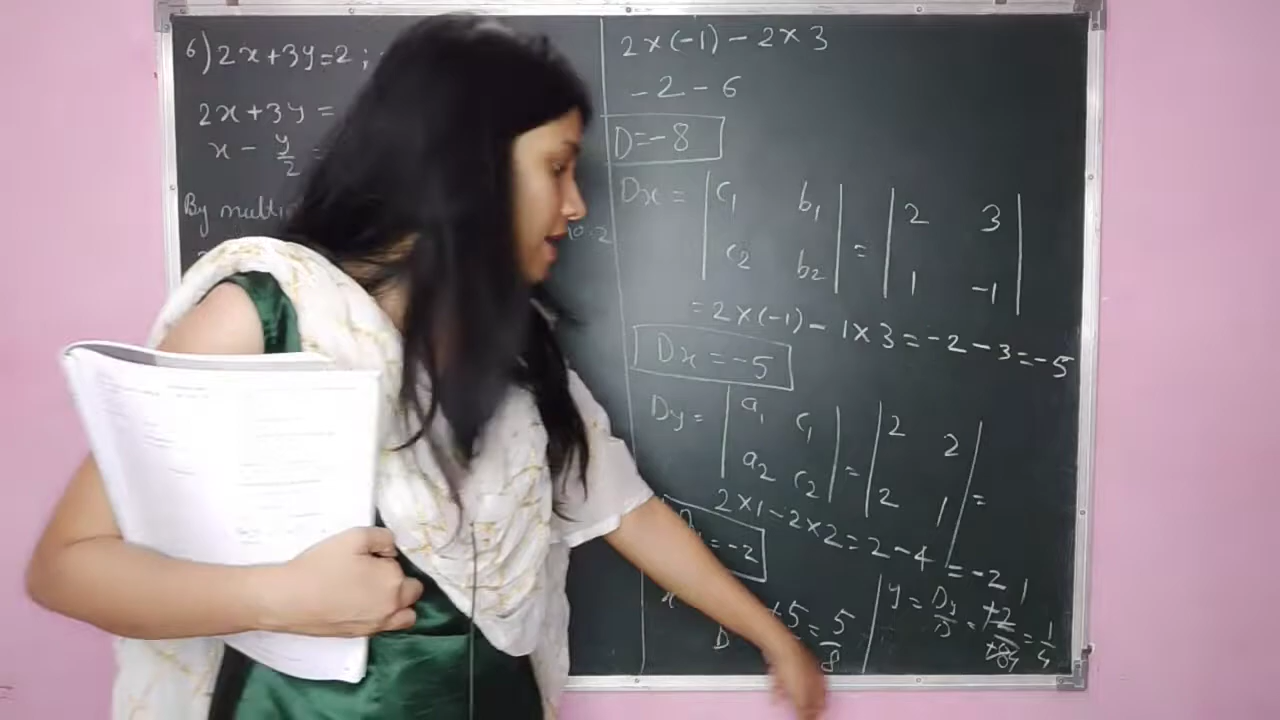 6) 2x+3y=2 ;
2x+3y =
x - y/2 =
By multi
2×(-1) - 2×3
-2-6
D=-8
Dx = | c₁ b₁ | = | 2 3 |
| c₂ b₂ | | 1 -1 |
= 2×(-1) - 1×3 = -2-3 = -5
Dx = -5
Dy = | a₁ c₁ | = | 2 2 | =
| a₂ c₂ | | 2 1 |
2×1-2×2=2-4 = -2
= -2
x D +5 = 5/8
y = Dy/D = +2/+8 = 1/4